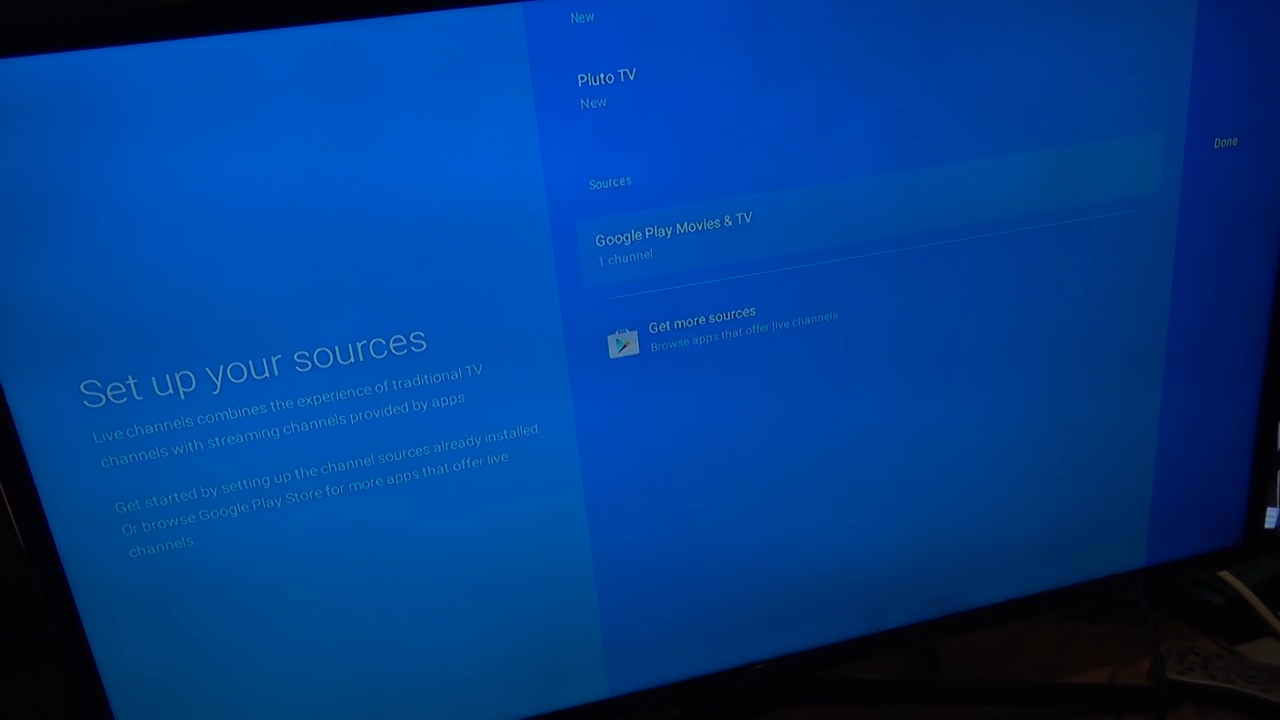 Set up your sources
Live channels combines the experience of traditional TV
channels with streaming channels provided by apps
Get started by setting up the channel sources already installed
Or browse Google Play Store for more apps that offer live
channels
New
Pluto TV
New
Sources
Google Play Movies & TV
1 channel
Get more sources
Browse apps that offer live channels
Done